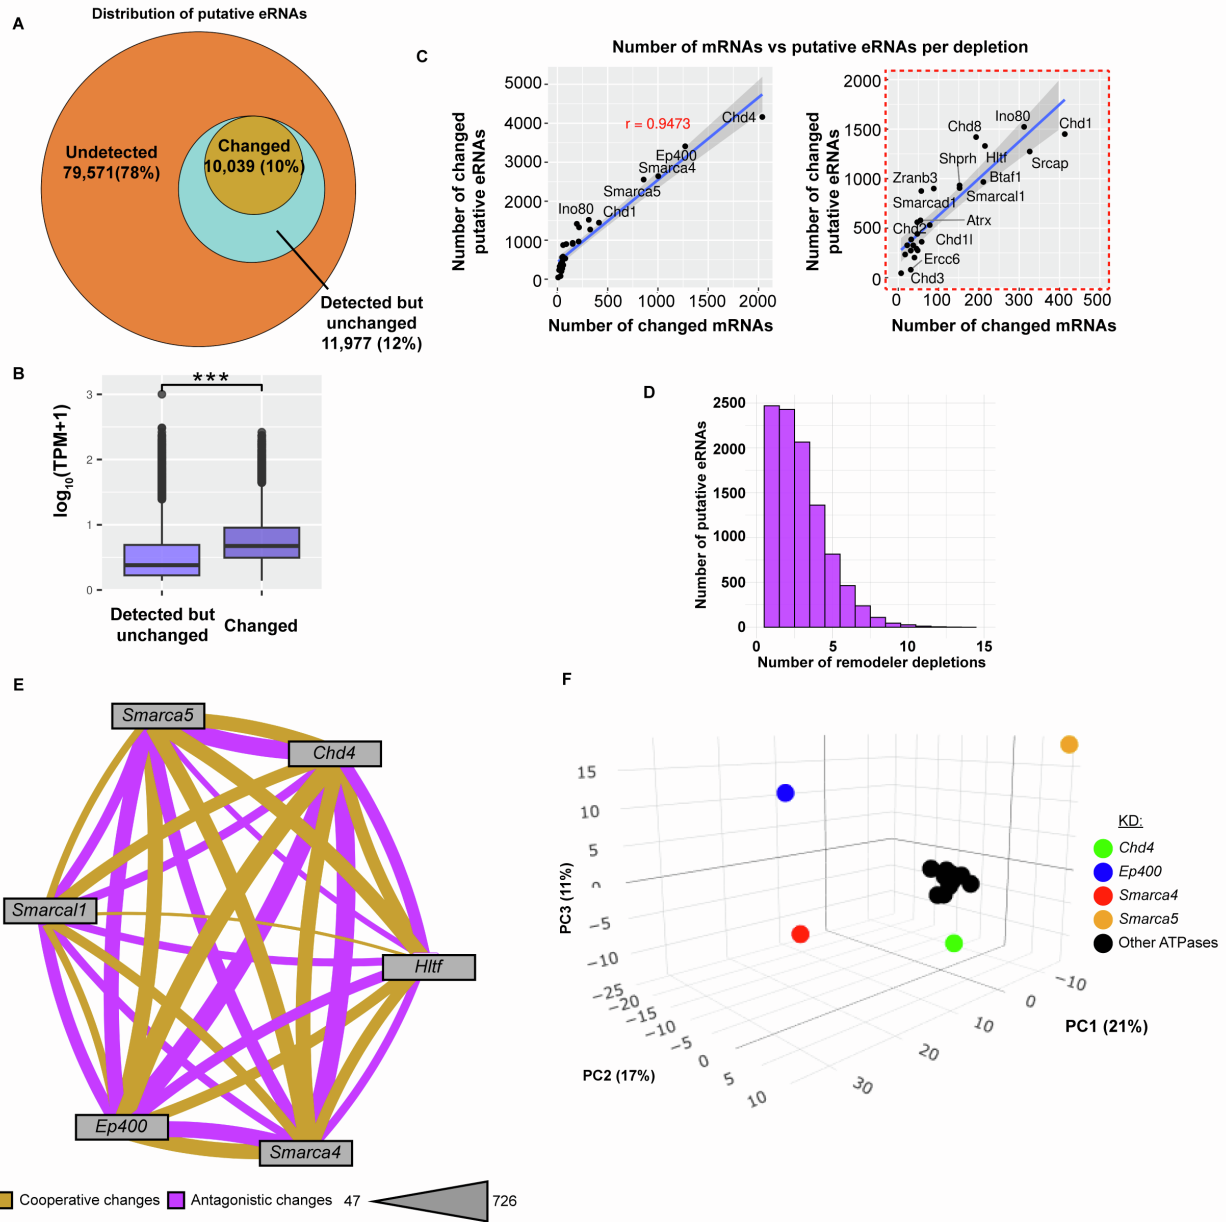 A
Distribution of putative eRNAs
Undetected
79,571(78%)
Changed
10,039 (10%)
Detected but
unchanged
11,977 (12%)
B
***
log10(TPM+1)
3
2
1
0
Detected but
unchanged
Changed
C
Number of mRNAs vs putative eRNAs per depletion
Number of changed
putative eRNAs
5000
4000
3000
2000
1000
0
r = 0.9473
Chd4
Ep400
Smarca4
Smarca5
Ino80
Chd1
0
500
1000
1500
2000
Number of changed mRNAs
Number of changed
putative eRNAs
2000
1500
1000
500
0
Ino80
Chd8
Chd1
Shprh
Hltf
Srcap
Zranb3
Btaf1
Smarcad1
Smarcal1
Atrx
Chd2
Chd1l
Ercc6
Chd3
0
100
200
300
400
500
Number of changed mRNAs
D
Number of putative eRNAs
2500
2000
1500
1000
500
0
0
5
10
15
Number of remodeler depletions
E
Smarca5
Chd4
Smarcal1
Hltf
Ep400
Smarca4
Cooperative changes
Antagonistic changes
47
726
F
PC3 (11%)
15
10
5
0
−5
−10
−25
−20
−15
−10
−5
0
5
10
PC2 (17%)
30
20
10
0
−10
PC1 (21%)
KD:
Chd4
Ep400
Smarca4
Smarca5
Other ATPases